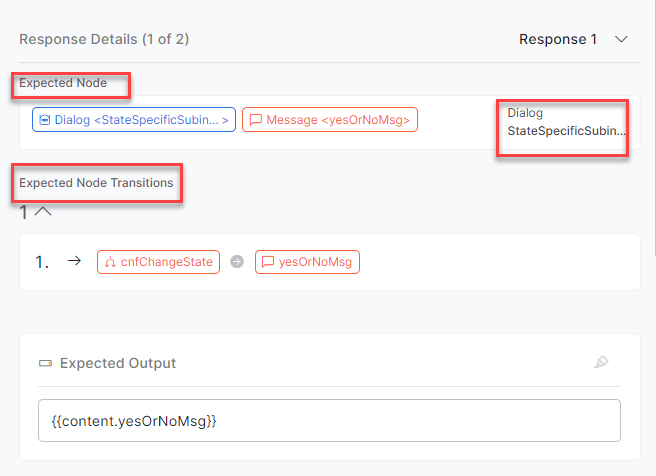 Response Details (1 of 2)
Response 1
Expected Node
Dialog <StateSpecificSubin... >
Message <yesOrNoMsg>
Dialog
StateSpecificSubin...
Expected Node Transitions
1
1.
cnfChangeState
yesOrNoMsg
Expected Output
{{content.yesOrNoMsg}}